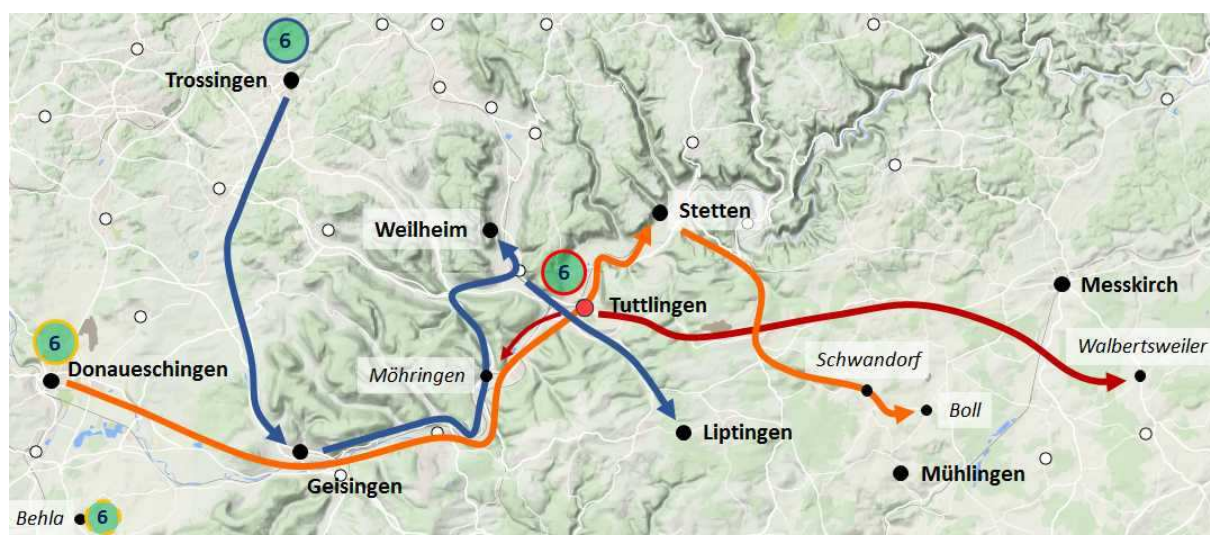 6
Trossingen
Weilheim
Stetten
6
Tuttlingen
Messkirch
6
Donaueschingen
Möhringen
Schwandorf
Walbertsweiler
Boll
Liptingen
Geisingen
Mühlingen
Behla
6